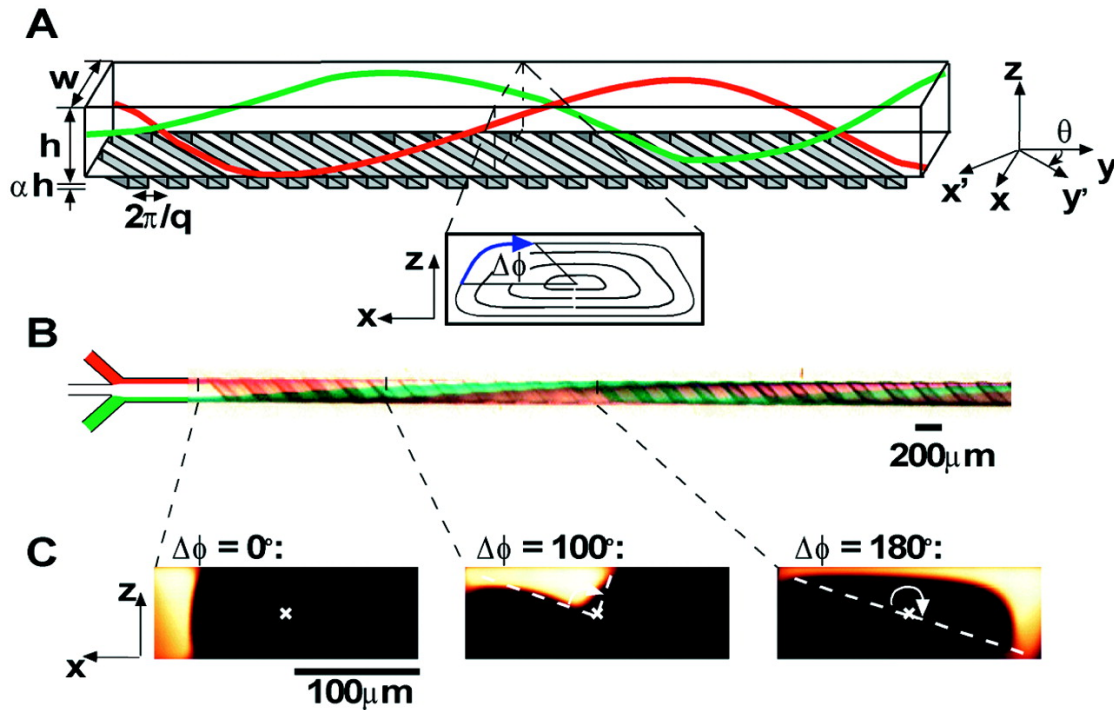 A
w
h
αh
2π/q
z
θ
y
y'
x
x'
z
Δϕ
x
B
200μm
C
Δϕ = 0°:
Δϕ = 100°:
Δϕ = 180°:
z
x
100μm